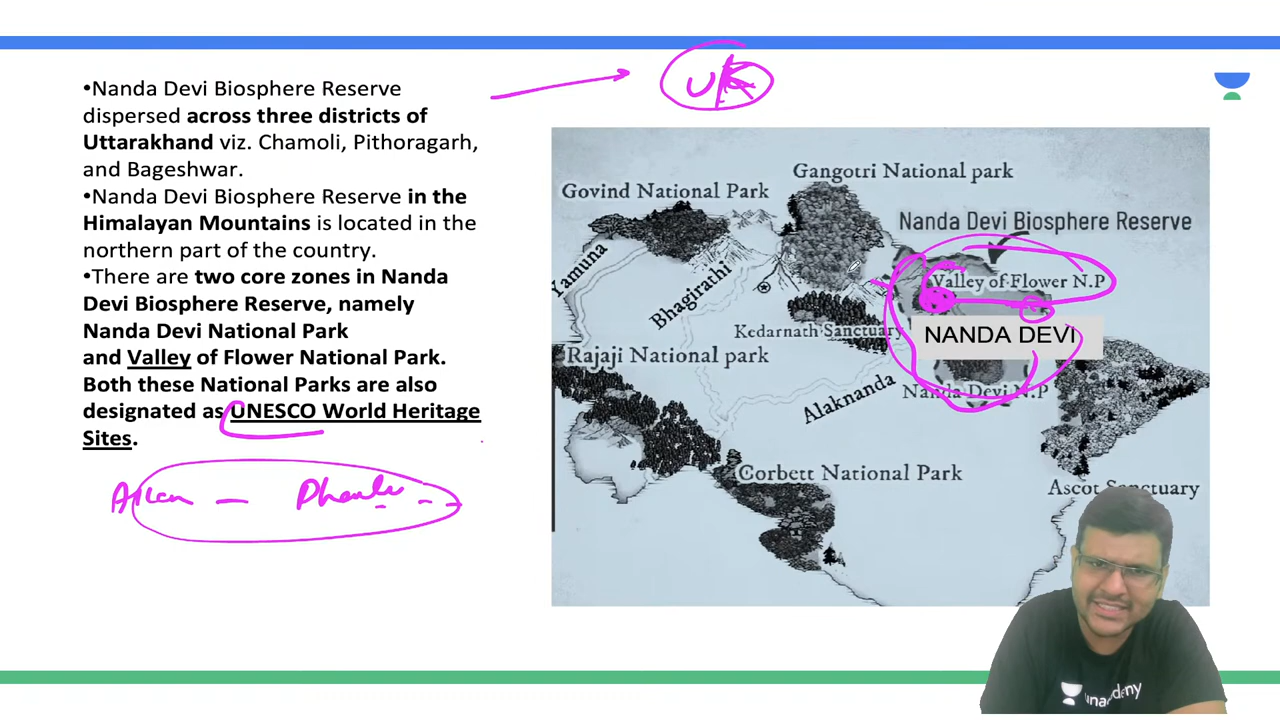 •Nanda Devi Biosphere Reserve
dispersed across three districts of
Uttarakhand viz. Chamoli, Pithoragarh,
and Bageshwar.
•Nanda Devi Biosphere Reserve in the
Himalayan Mountains is located in the
northern part of the country.
•There are two core zones in Nanda
Devi Biosphere Reserve, namely
Nanda Devi National Park
and Valley of Flower National Park.
Both these National Parks are also
designated as UNESCO World Heritage
Sites.
UK
Gangotri National park
Govind National Park
Nanda Devi Biosphere Reserve
Yamuna
Bhagirathi
Valley of Flower N.P
Kedarnath Sanctuary
NANDA DEVI
Rajaji National park
Alaknanda
Nanda Devi N.P
Corbett National Park
Ascot Sanctuary
unacademy